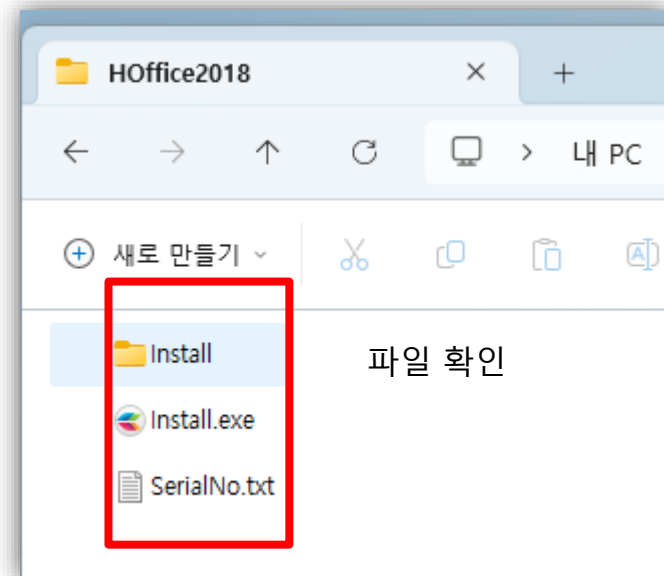 HOffice2018
내 PC
새로 만들기
Install
파일 확인
Install.exe
SerialNo.txt